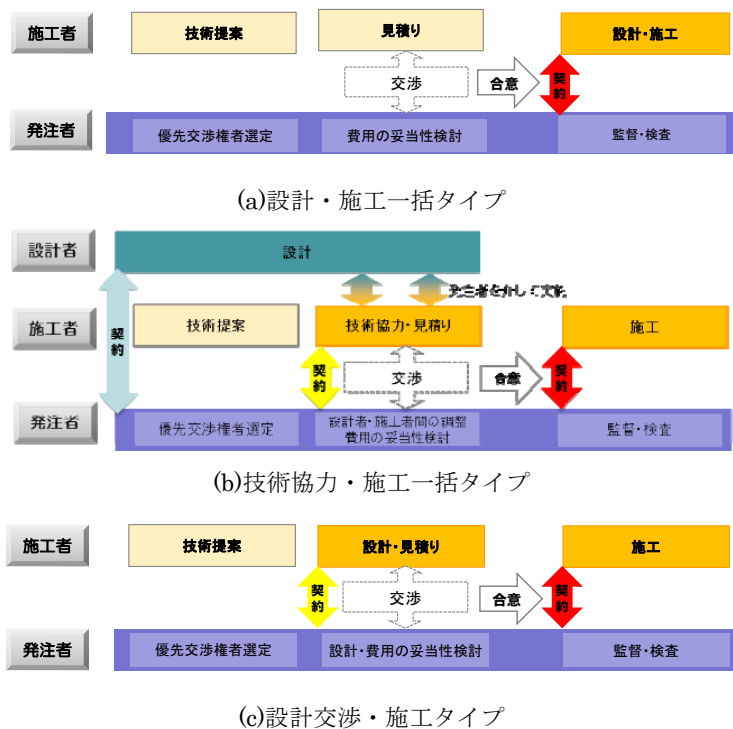 施工者
技術提案
見積り
設計・施工
交渉
合意
契約
発注者
優先交渉権者選定
費用の妥当性検討
監督・検査
(a)設計・施工一括タイプ
設計者
設計
発注者を介して実施
施工者
契約
技術提案
技術協力・見積り
施工
契約
交渉
合意
契約
発注者
優先交渉権者選定
設計者・施工者間の調整
費用の妥当性検討
監督・検査
(b)技術協力・施工一括タイプ
施工者
技術提案
設計・見積り
施工
契約
交渉
合意
契約
発注者
優先交渉権者選定
設計・費用の妥当性検討
監督・検査
(c)設計交渉・施工タイプ